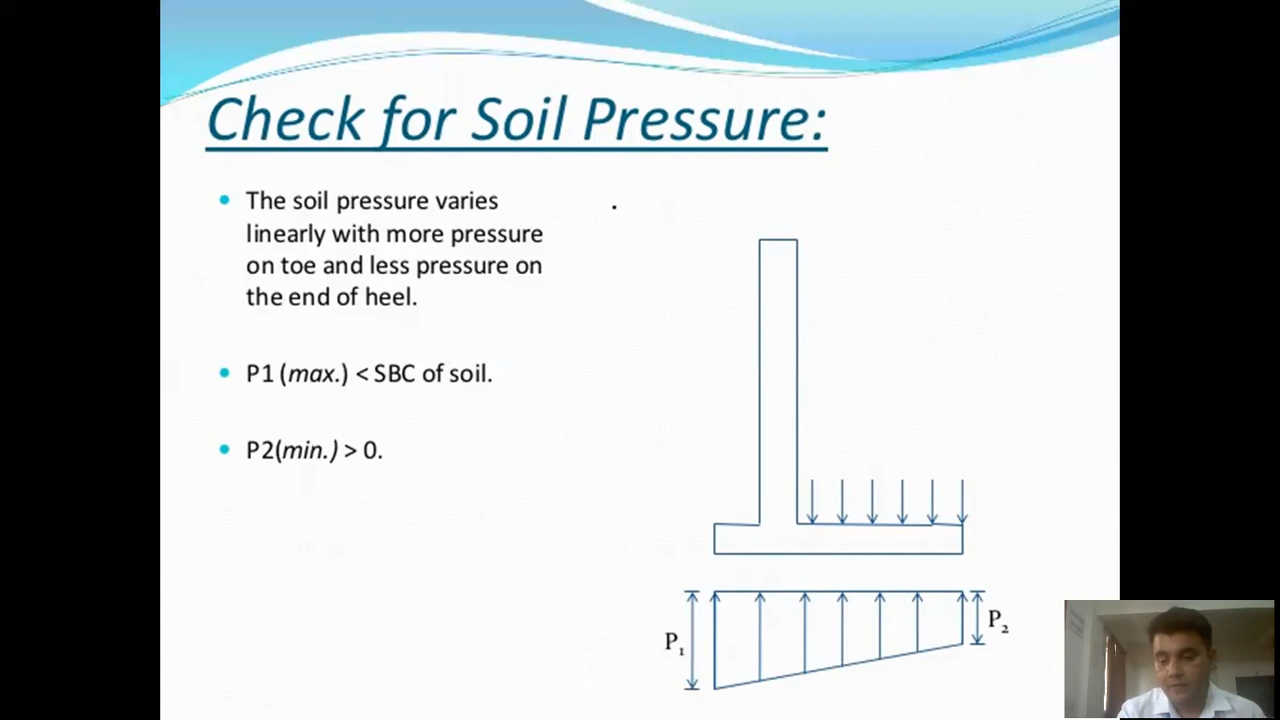 Check for Soil Pressure:
• The soil pressure varies
linearly with more pressure
on toe and less pressure on
the end of heel.
• P1 (max.) < SBC of soil.
• P2(min.) > 0.
.
P₁
P₂